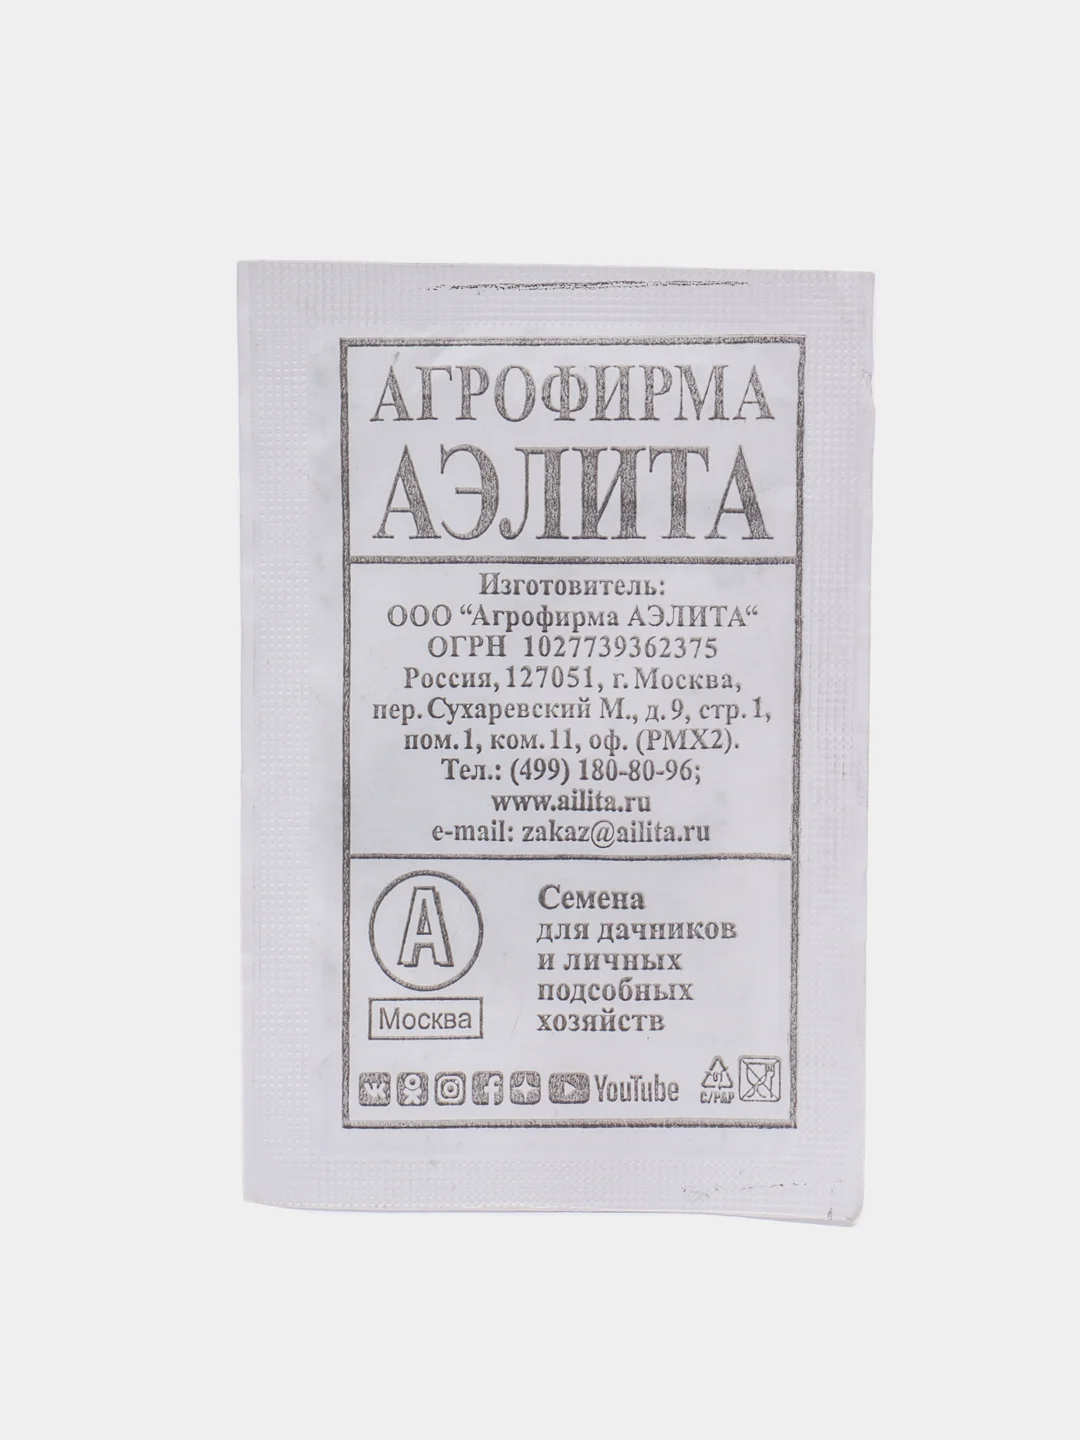 АГРОФИРМА
АЭЛИТА
Изготовитель:
ООО “Агрофирма АЭЛИТА“
ОГРН 1027739362375
Россия, 127051, г. Москва,
пер. Сухаревский М., д. 9, стр. 1,
пом. 1, ком. 11, оф. (РМХ2).
Тел.: (499) 180-80-96;
www.ailita.ru
e-mail: zakaz@ailita.ru
А
Москва
Семена
для дачников
и личных
подсобных
хозяйств
YouTube
C/PAP